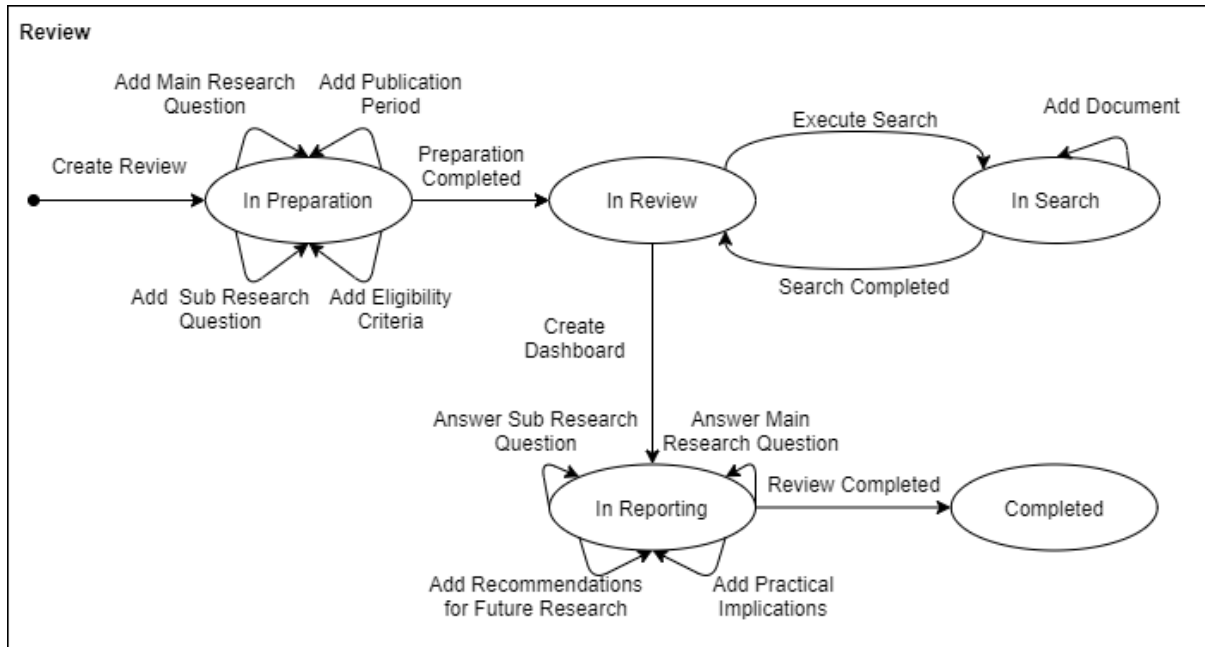 Review
Add Main Research
Question
Add Publication
Period
Create Review
Preparation
Completed
Execute Search
Add Document
In Preparation
In Review
In Search
Add  Sub Research
Question
Add Eligibility
Criteria
Search Completed
Create
Dashboard
Answer Sub Research
Question
Answer Main
Research Question
Review Completed
In Reporting
Completed
Add Recommendations
for Future Research
Add Practical
Implications